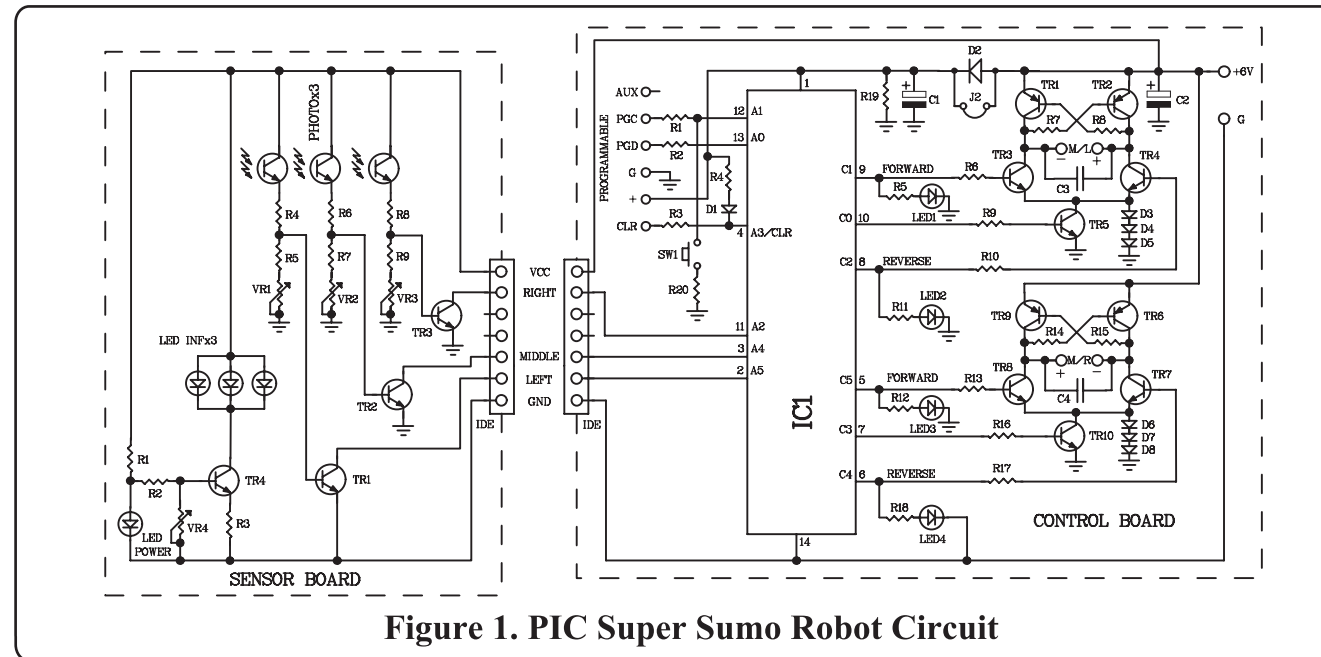 PHOTOx3
R4
R6
R8
R5
R7
R9
VR1
VR2
VR3
TR3
LED INFx3
TR2
R1
R2
TR4
TR1
VR4
R3
LED
POWER
SENSOR BOARD
IDE
VCC
RIGHT
MIDDLE
LEFT
GND
IDE
PROGRAMMABLE
AUX
PGC
PGD
G
+
CLR
R1
R2
R3
R4
D1
SW1
R20
12 A1
13 A0
4 A3/CLR
11 A2
3 A4
2 A5
1
14
IC1
C1 9 FORWARD
C0 10
C2 8 REVERSE
C5 5 FORWARD
C3 7
C4 6 REVERSE
R19
+
C1
D2
J2
TR1
TR2
R7
R8
+
C2
+6V
G
TR3
- M/L +
TR4
C3
R6
R5
LED1
R9
TR5
D3
D4
D5
R10
R11
LED2
TR9
TR6
R14
R15
TR8
M/R
+ -
TR7
C4
R13
R12
LED3
R16
TR10
D6
D7
D8
R17
R18
LED4
CONTROL BOARD
Figure 1. PIC Super Sumo Robot Circuit